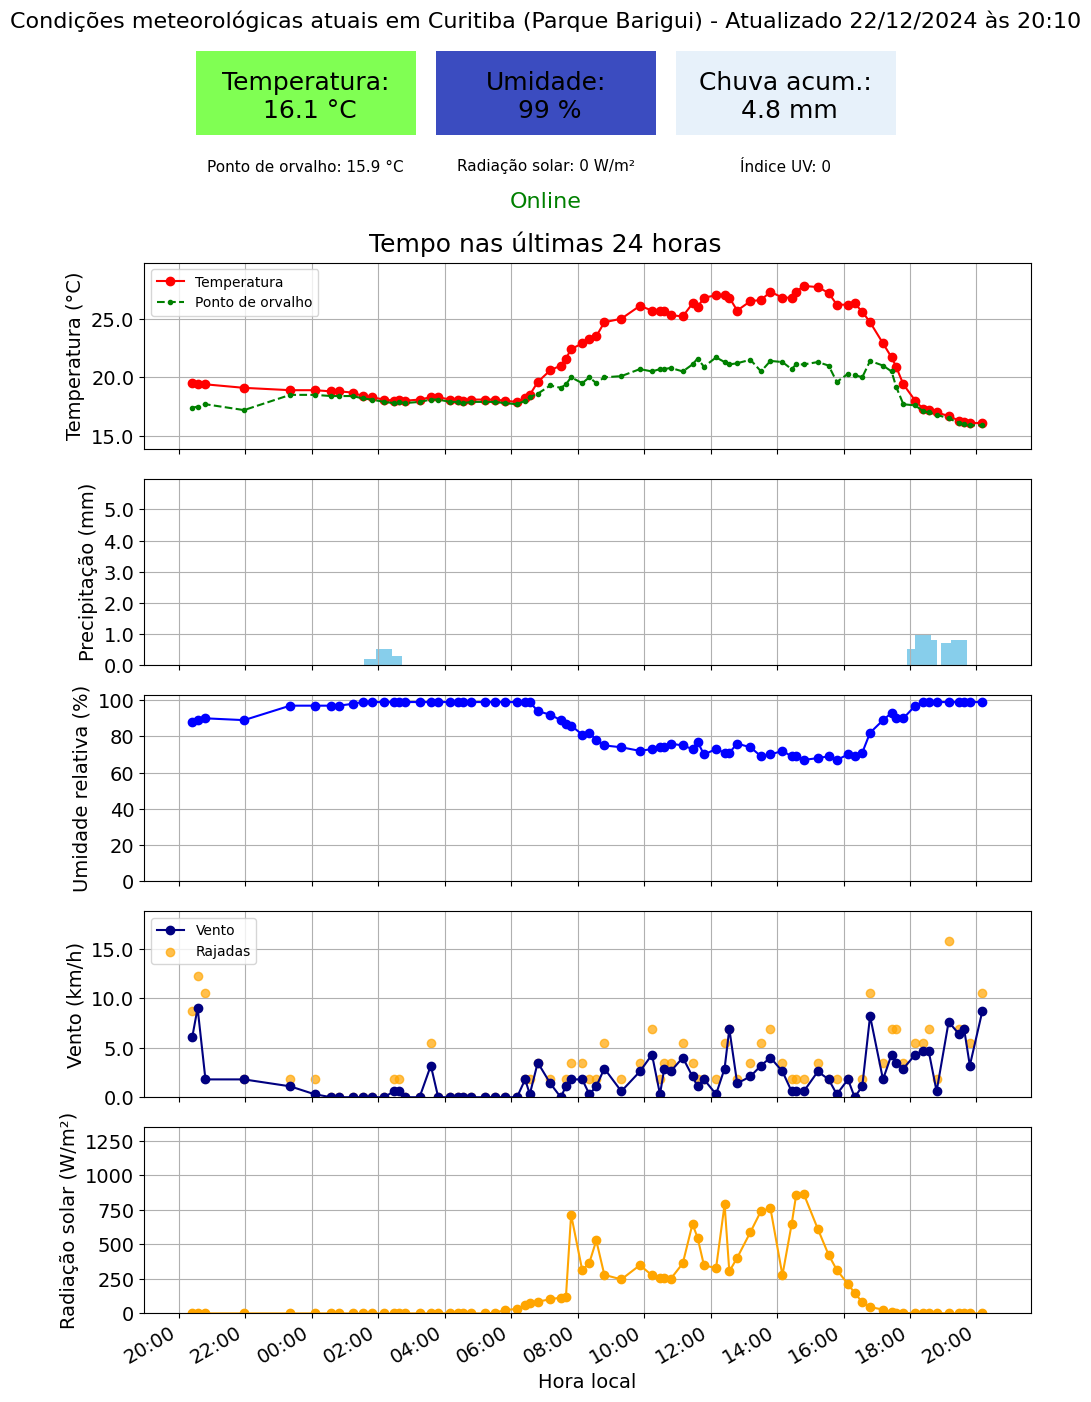 Condições meteorológicas atuais em Curitiba (Parque Barigui) - Atualizado 22/12/2024 às 20:10
Temperatura:
16.1 °C
Umidade:
99 %
Chuva acum.:
4.8 mm
Ponto de orvalho: 15.9 °C
Radiação solar: 0 W/m²
Índice UV: 0
Online
Tempo nas últimas 24 horas
Temperatura (°C)
25.0
20.0
15.0
Temperatura
Ponto de orvalho
Precipitação (mm)
5.0
4.0
3.0
2.0
1.0
0.0
Umidade relativa (%)
100
80
60
40
20
0
Vento (km/h)
15.0
10.0
5.0
0.0
Vento
Rajadas
Radiação solar (W/m²)
1250
1000
750
500
250
0
20:00
22:00
00:00
02:00
04:00
06:00
08:00
10:00
12:00
14:00
16:00
18:00
20:00
Hora local